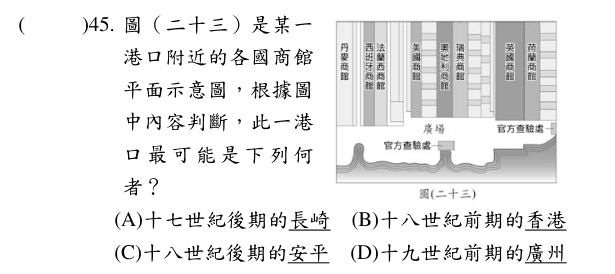 (　　)45. 圖（二十三）是某一
港口附近的各國商館
平面示意圖，根據圖
中內容判斷，此一港
口最可能是下列何
者？
丹麥商館
西班牙商館
法蘭西商館
美國商館
奧地利商館
瑞典商館
英國商館
荷蘭商館
廣場
官方查驗處
官方查驗處
圖(二十三)
(A)十七世紀後期的長崎　(B)十八世紀前期的香港
(C)十八世紀後期的安平　(D)十九世紀前期的廣州